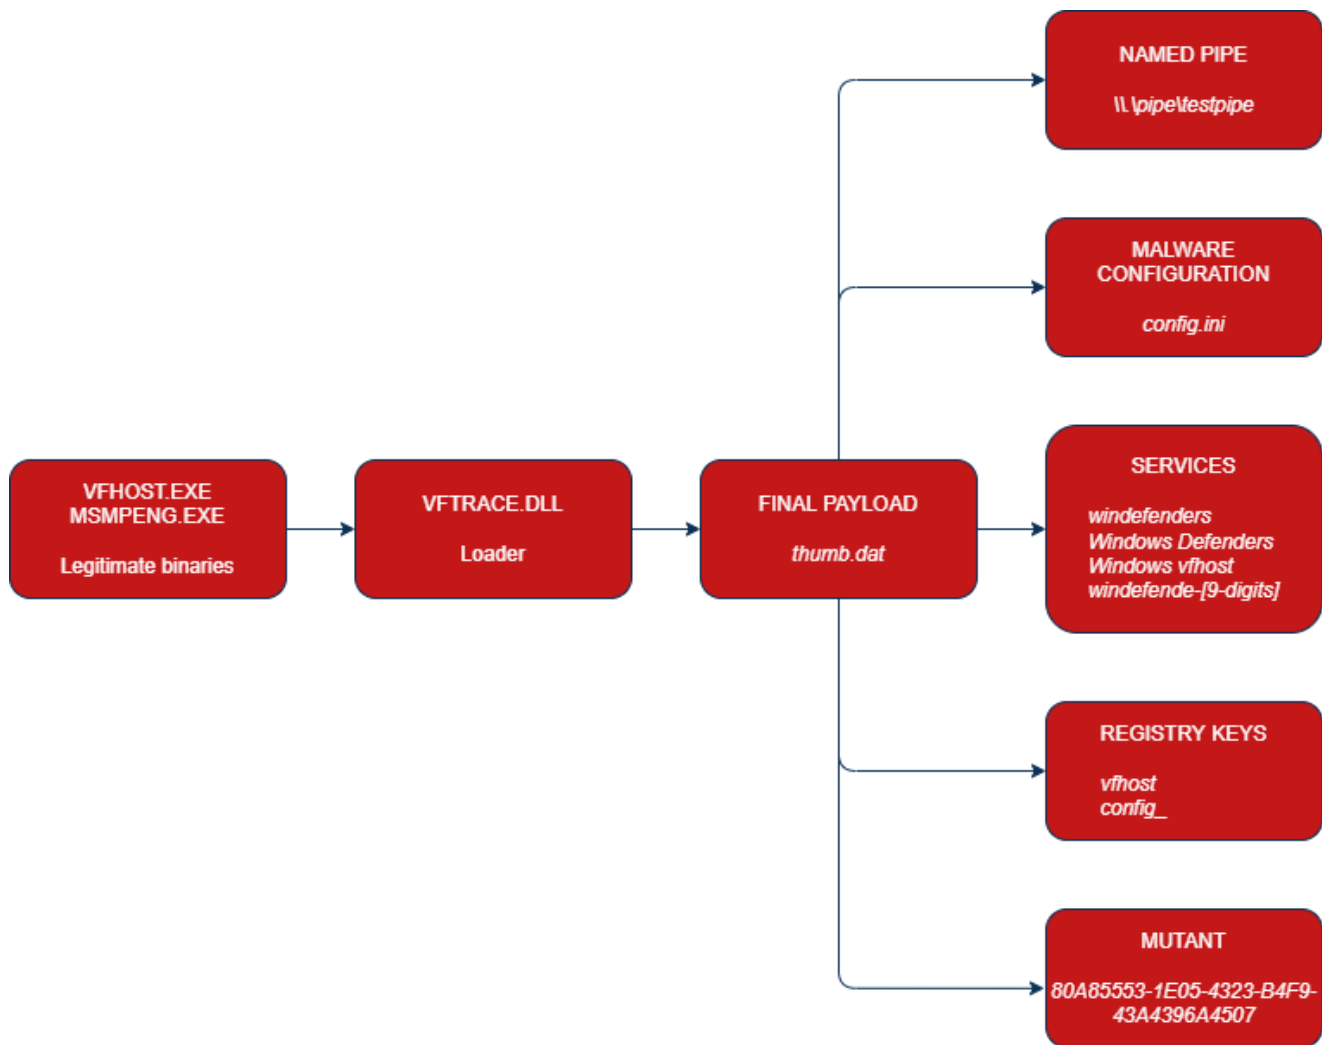 NAMED PIPE
\\.\pipe\testpipe
MALWARE
CONFIGURATION
config.ini
VFHOST.EXE
MSMPENG.EXE
Legitimate binaries
VFTRACE.DLL
Loader
FINAL PAYLOAD
thumb.dat
SERVICES
windefenders
Windows Defenders
Windows vfhost
windefende-[9-digits]
REGISTRY KEYS
vfhost
config_
MUTANT
80A85553-1E05-4323-B4F9-
43A4396A4507